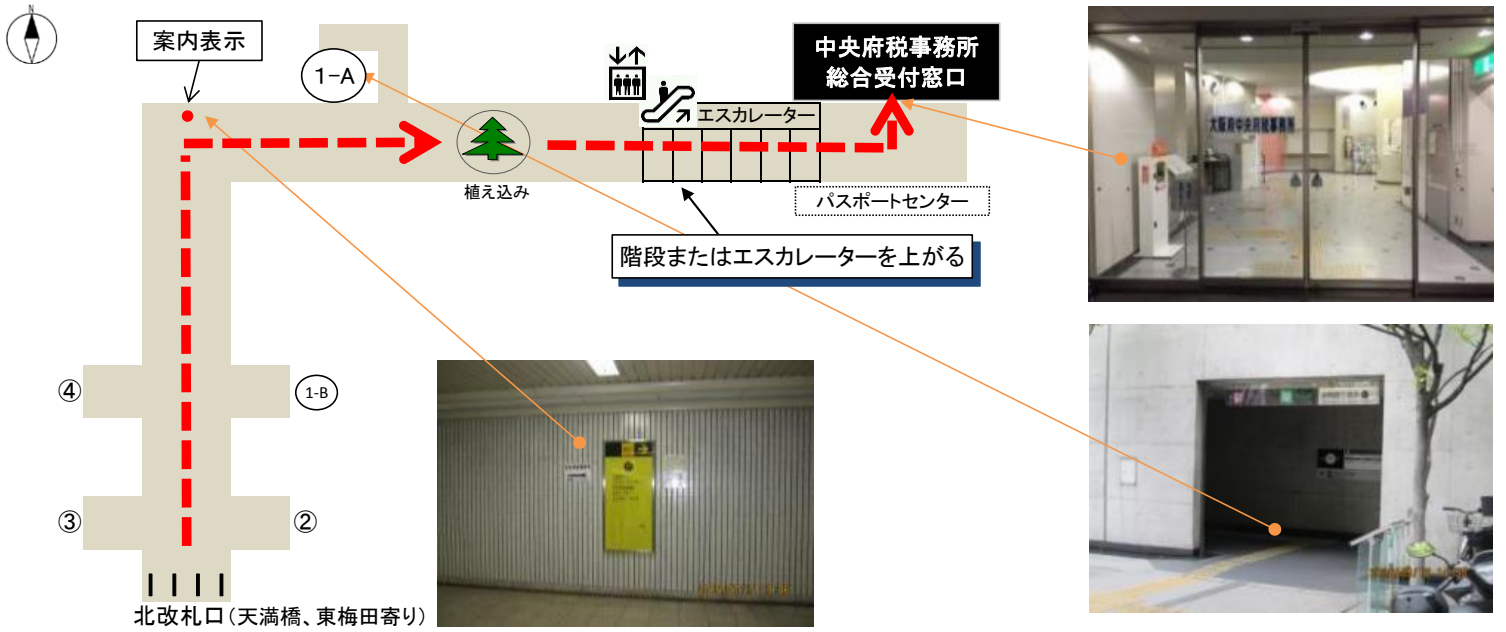 案内表示
1-A
中央府税事務所
総合受付窓口
エスカレーター
植え込み
パスポートセンター
階段またはエスカレーターを上がる
大阪府中央府税事務所
④
1-B
③
②
北改札口(天満橋、東梅田寄り)